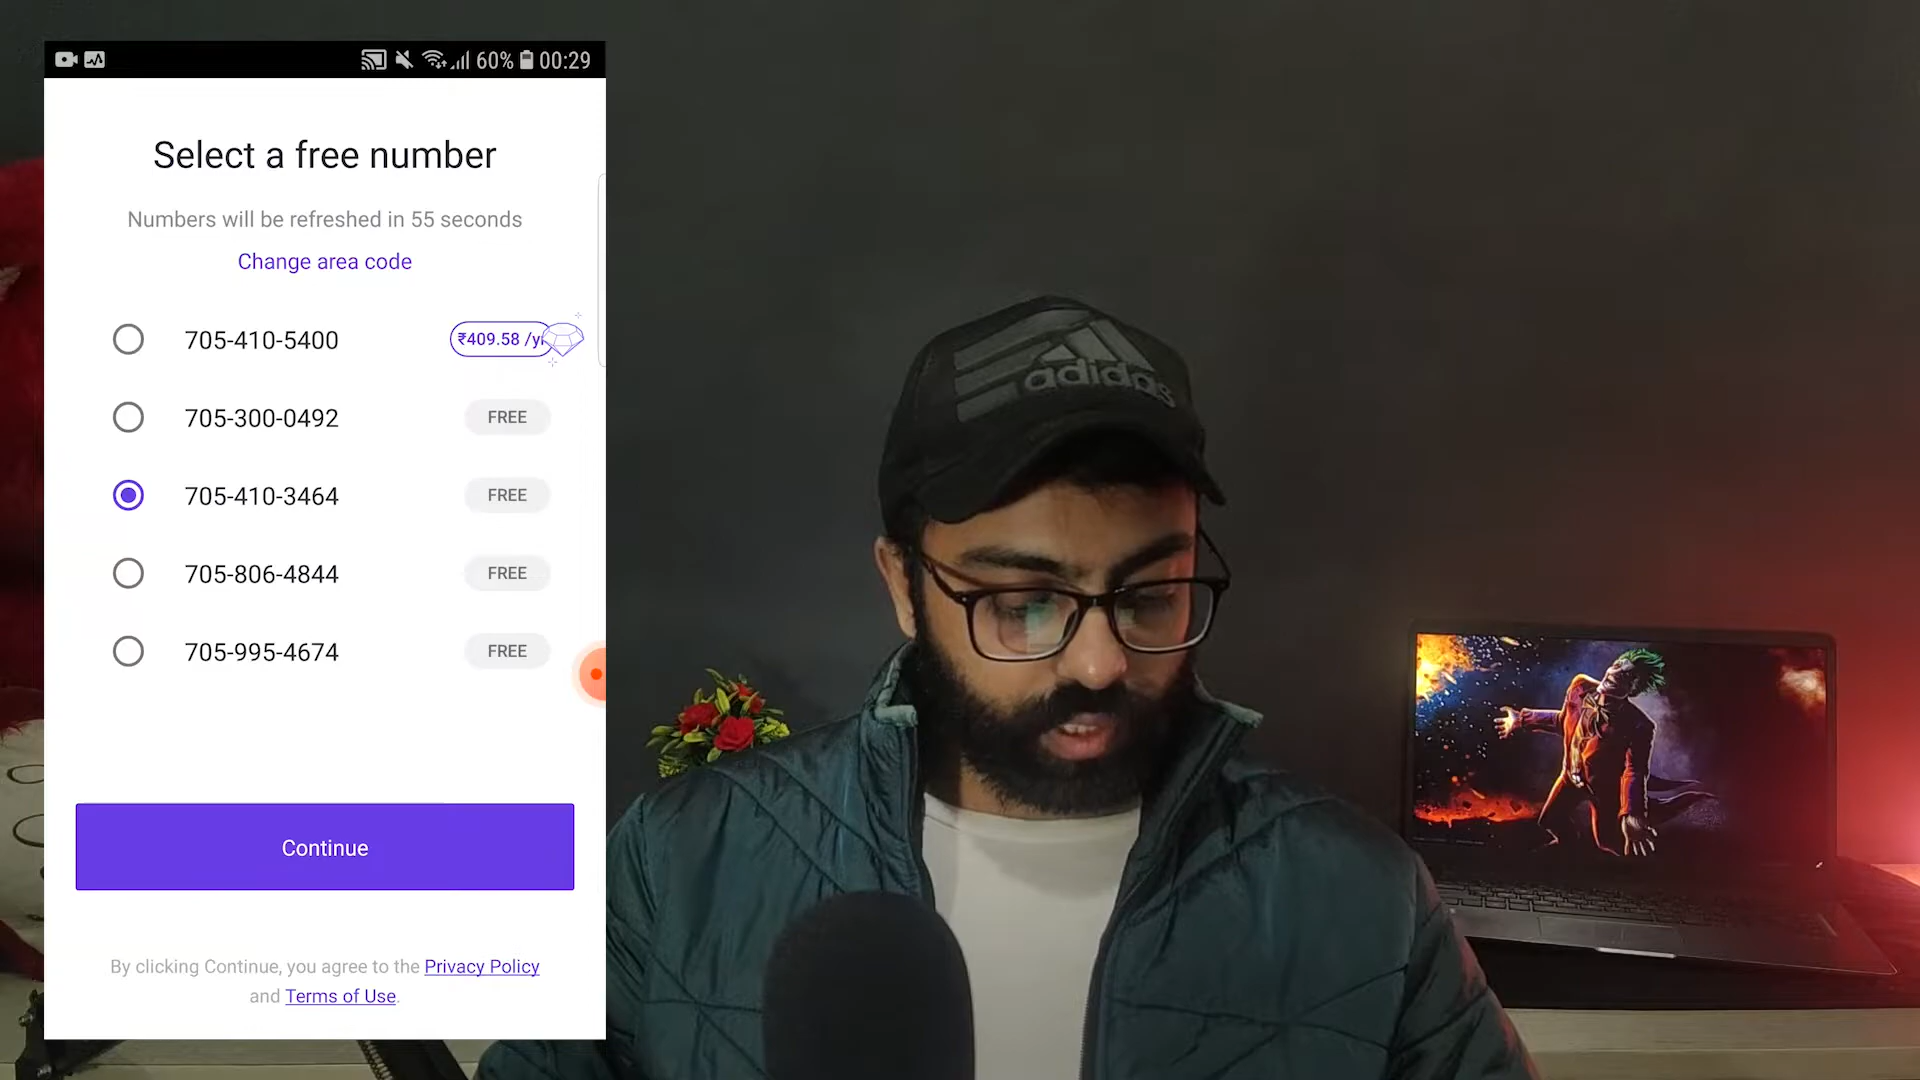 60% 00:29
Select a free number
Numbers will be refreshed in 55 seconds
Change area code
705-410-5400 ₹409.58 /y
705-300-0492 FREE
705-410-3464 FREE
705-806-4844 FREE
705-995-4674 FREE
Continue
By clicking Continue, you agree to the Privacy Policy
and Terms of Use.
adidas